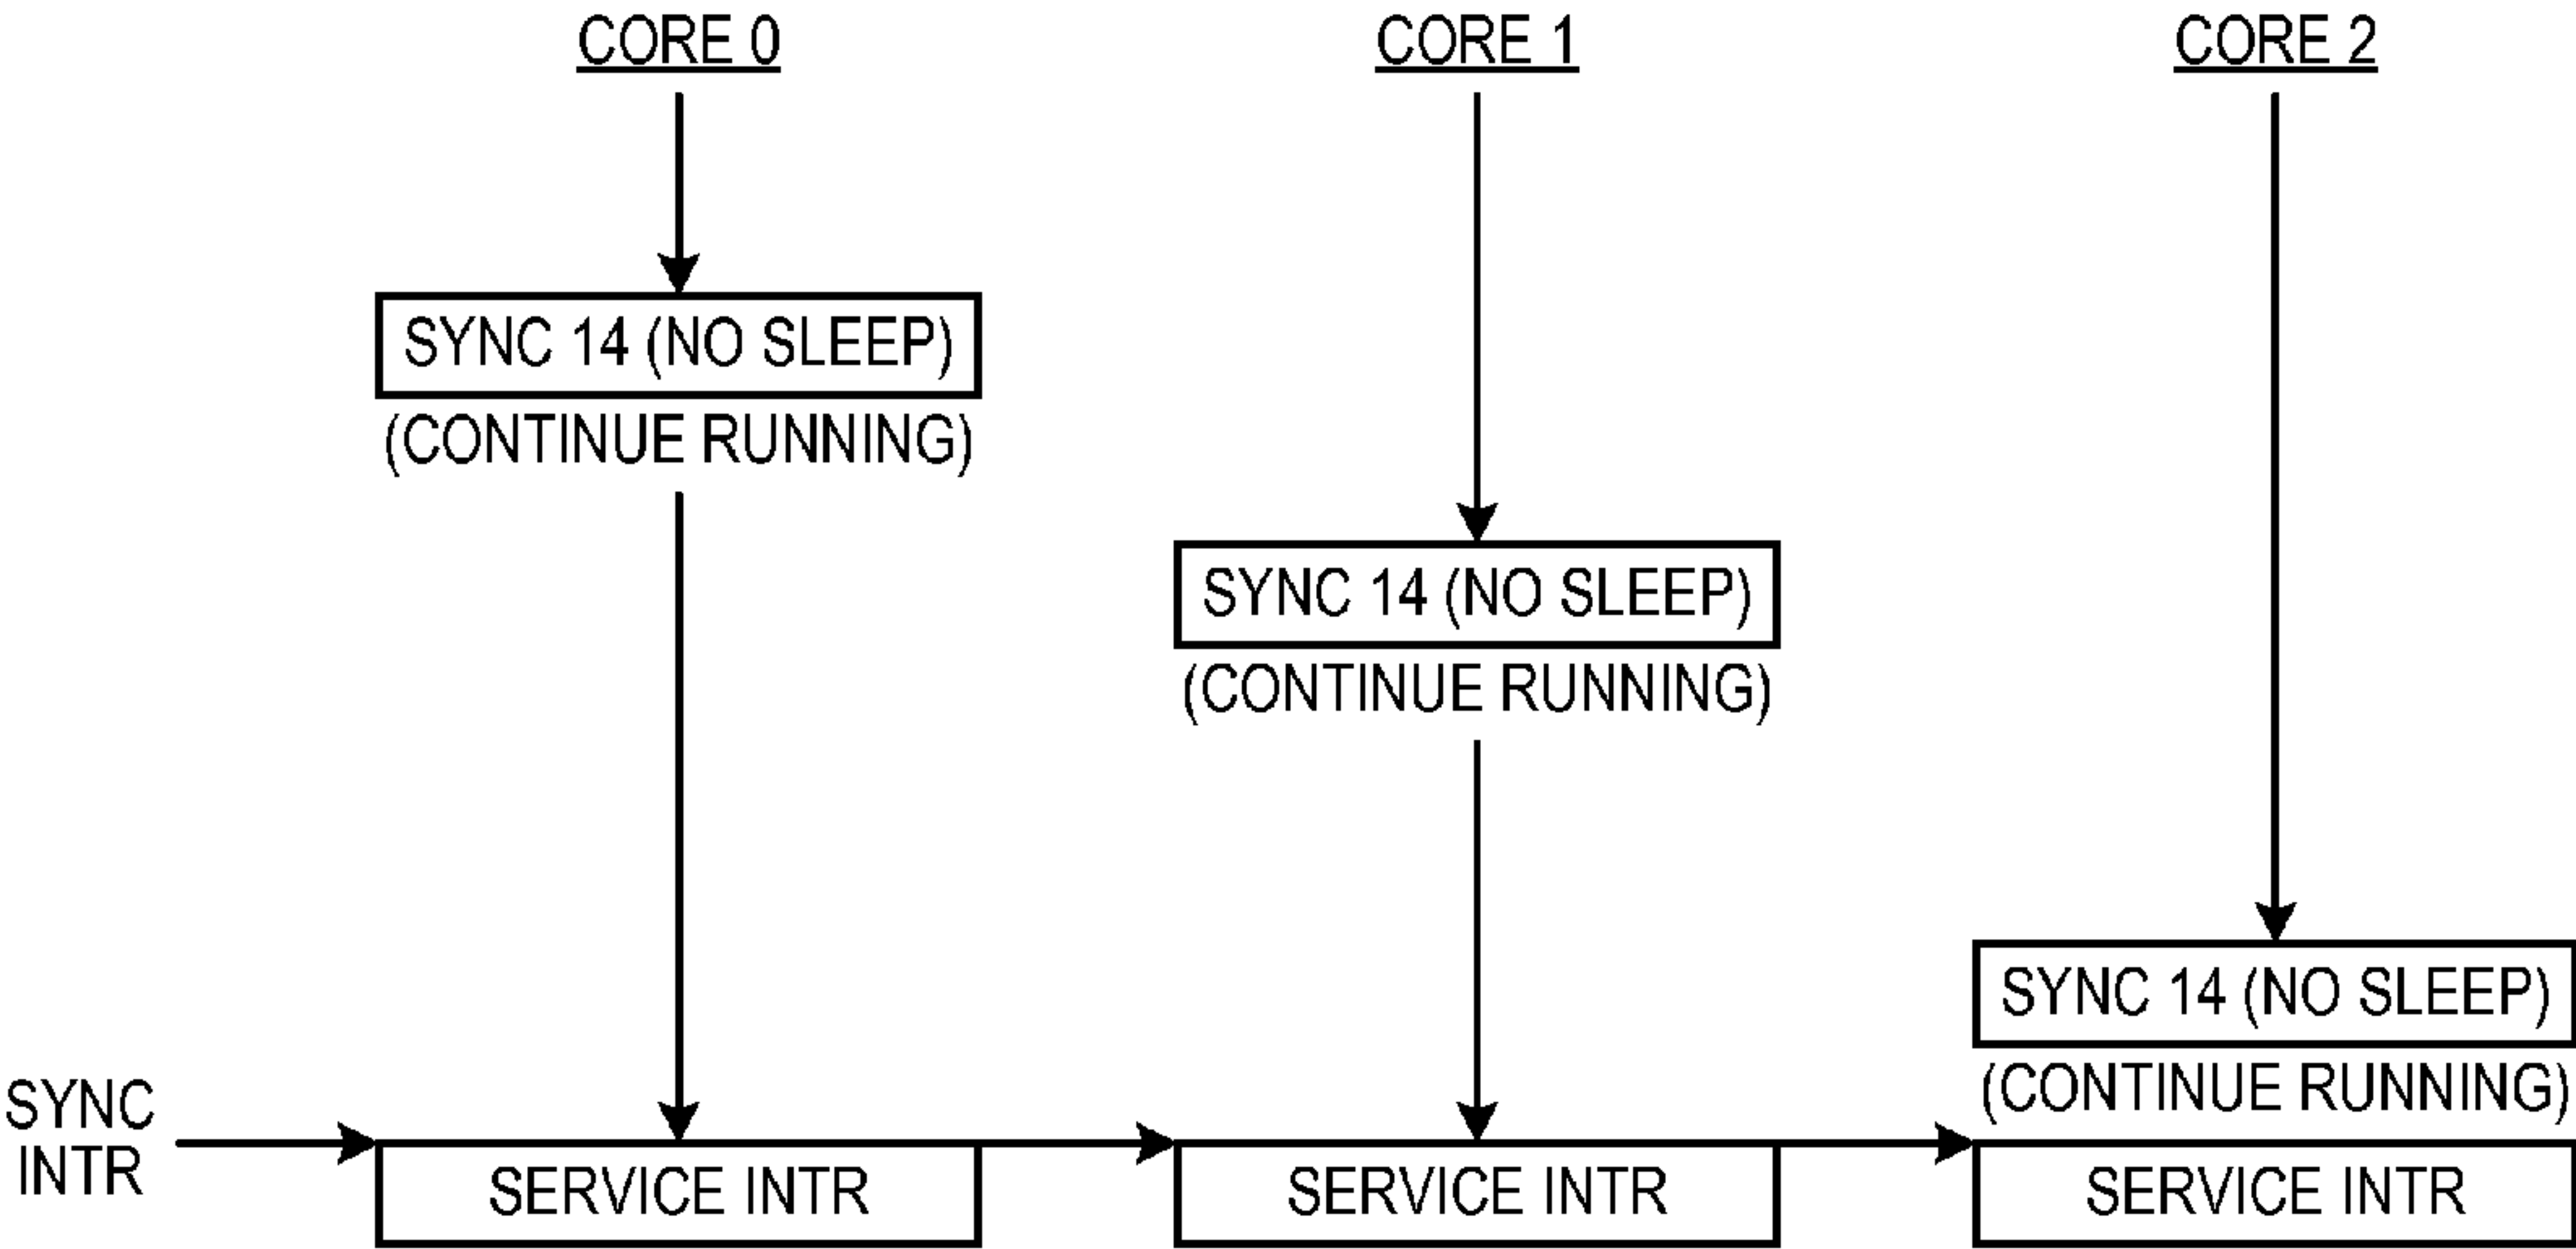 CORE 0
CORE 1
CORE 2
SYNC 14 (NO SLEEP)
(CONTINUE RUNNING)
SYNC 14 (NO SLEEP)
(CONTINUE RUNNING)
SYNC 14 (NO SLEEP)
(CONTINUE RUNNING)
SYNC
INTR
SERVICE INTR
SERVICE INTR
SERVICE INTR